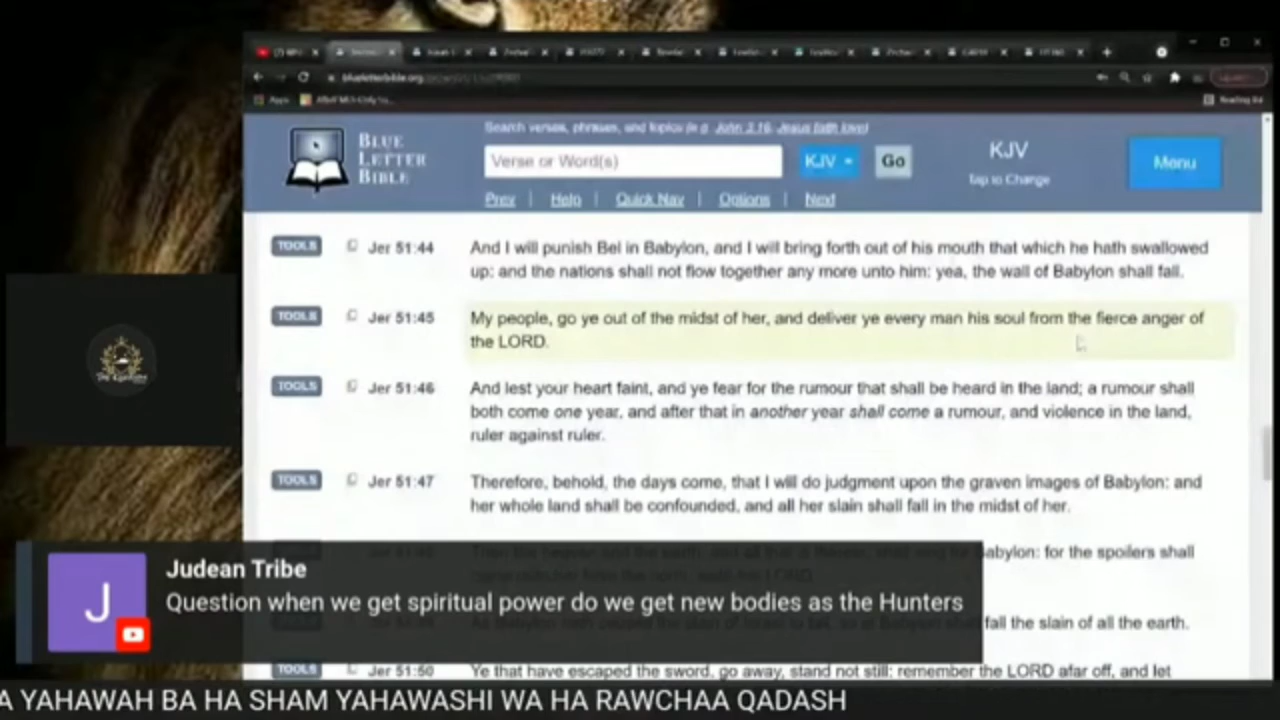 blueletterbible.org
Apps
Reading list
BLUE
LETTER
BIBLE
Search verses, phrases, and topics (e.g. John 3:16, Jesus faith love)
Verse or Word(s)
KJV
Go
KJV
Tap to Change
Menu
Prev | Help | Quick Nav | Options | Next
TOOLS Jer 51:44 And I will punish Bel in Babylon, and I will bring forth out of his mouth that which he hath swallowed
up: and the nations shall not flow together any more unto him: yea, the wall of Babylon shall fall.
TOOLS Jer 51:45 My people, go ye out of the midst of her, and deliver ye every man his soul from the fierce anger of
the LORD.
TOOLS Jer 51:46 And lest your heart faint, and ye fear for the rumour that shall be heard in the land; a rumour shall
both come one year, and after that in another year shall come a rumour, and violence in the land,
ruler against ruler.
TOOLS Jer 51:47 Therefore, behold, the days come, that I will do judgment upon the graven images of Babylon: and
her whole land shall be confounded, and all her slain shall fall in the midst of her.
Babylon: for the spoilers shall
J
Judean Tribe
Question when we get spiritual power do we get new bodies as the Hunters
fall the slain of all the earth.
TOOLS Jer 51:50 Ye that have escaped the sword, go away, stand not still: remember the LORD afar off, and let
A YAHAWAH BA HA SHAM YAHAWASHI WA HA RAWCHAA QADASH